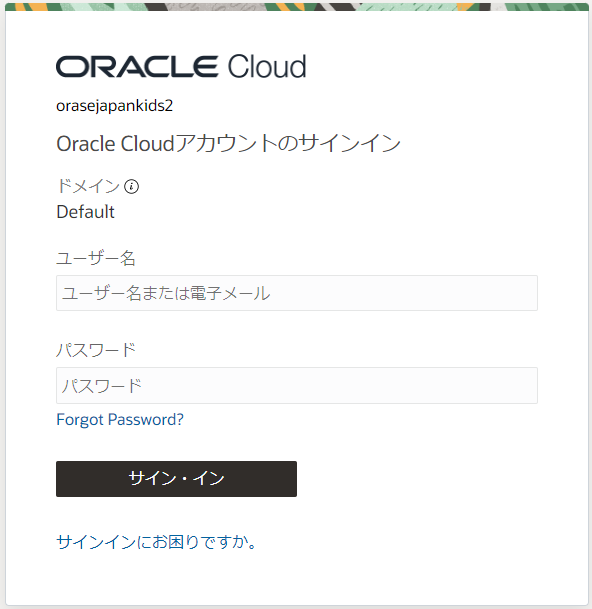 ORACLE Cloud
orasejapankids2
Oracle Cloudアカウントのサインイン
ドメイン
Default
ユーザー名
ユーザー名または電子メール
パスワード
パスワード
Forgot Password?
サイン・イン
サインインにお困りですか。